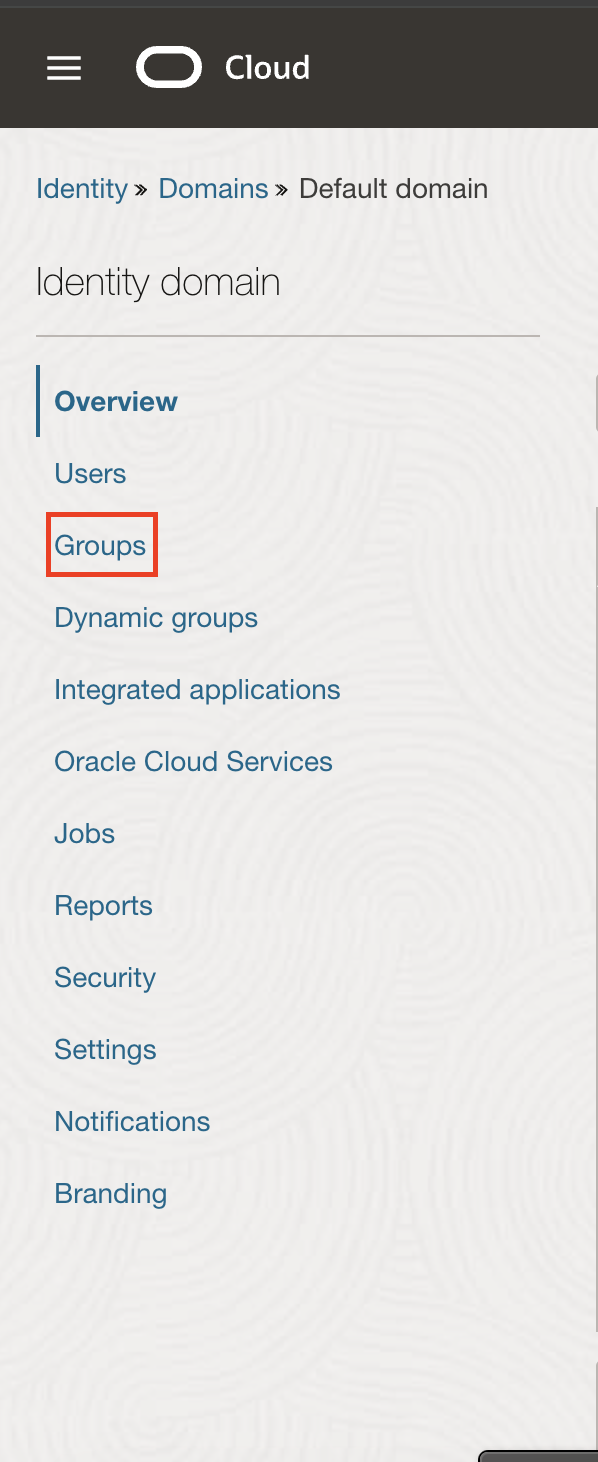 Cloud
Identity » Domains » Default domain
Identity domain
Overview
Users
Groups
Dynamic groups
Integrated applications
Oracle Cloud Services
Jobs
Reports
Security
Settings
Notifications
Branding